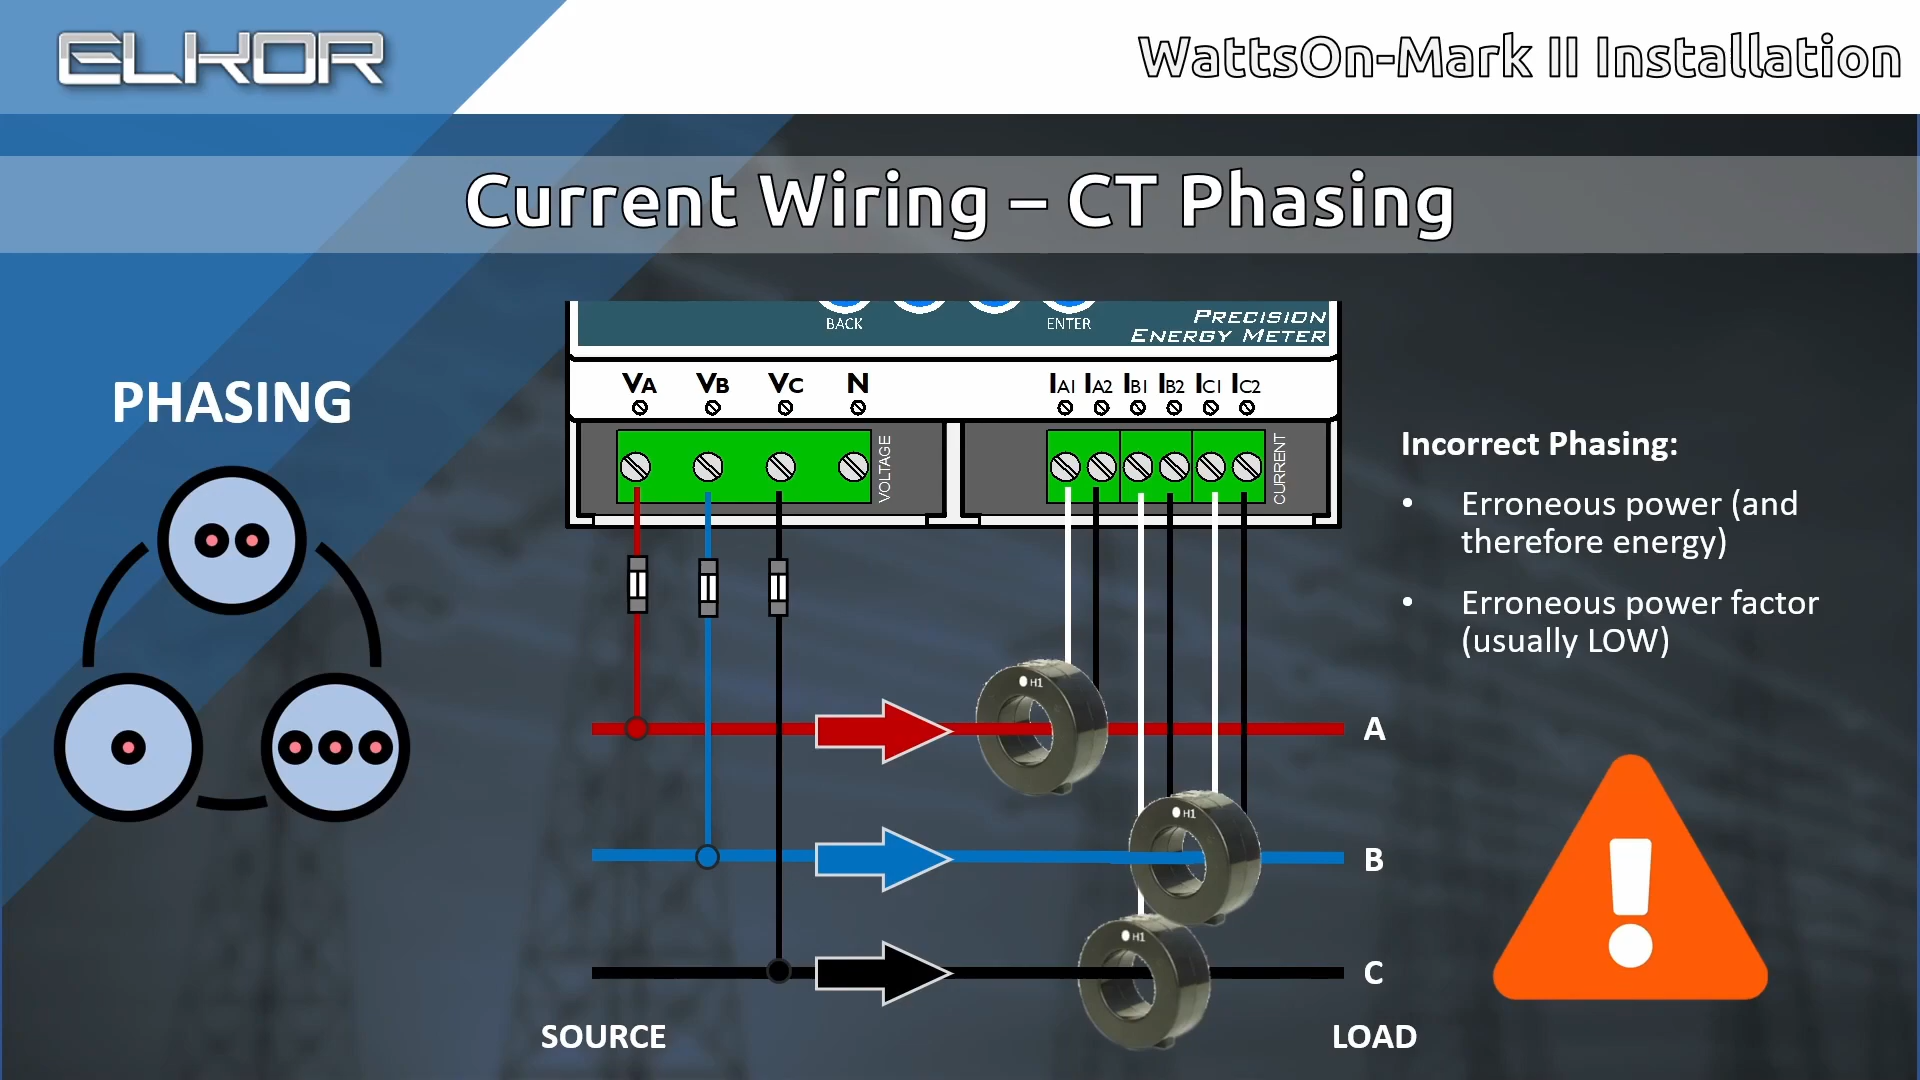 ELKOR
WattsOn-Mark II Installation
Current Wiring – CT Phasing
BACK
ENTER
PRECISION
ENERGY METER
VA VB VC N
IA1 IA2 IB1 IB2 IC1 IC2
VOLTAGE
CURRENT
PHASING
Incorrect Phasing:
• Erroneous power (and
therefore energy)
• Erroneous power factor
(usually LOW)
H1
A
H1
B
H1
C
SOURCE
LOAD